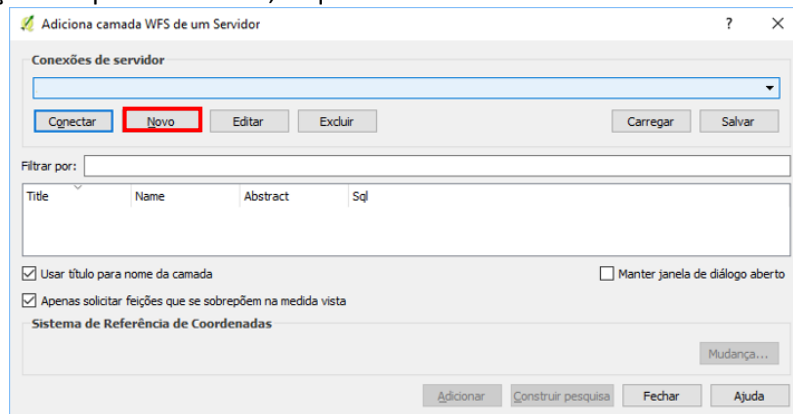 Adiciona camada WFS de um Servidor ? ×
Conexões de servidor
Conectar Novo Editar Excluir Carregar Salvar
Filtrar por:
Title Name Abstract Sql
Usar título para nome da camada Manter janela de diálogo aberto
Apenas solicitar feições que se sobrepõem na medida vista
Sistema de Referência de Coordenadas
Mudança...
Adicionar Construir pesquisa Fechar Ajuda